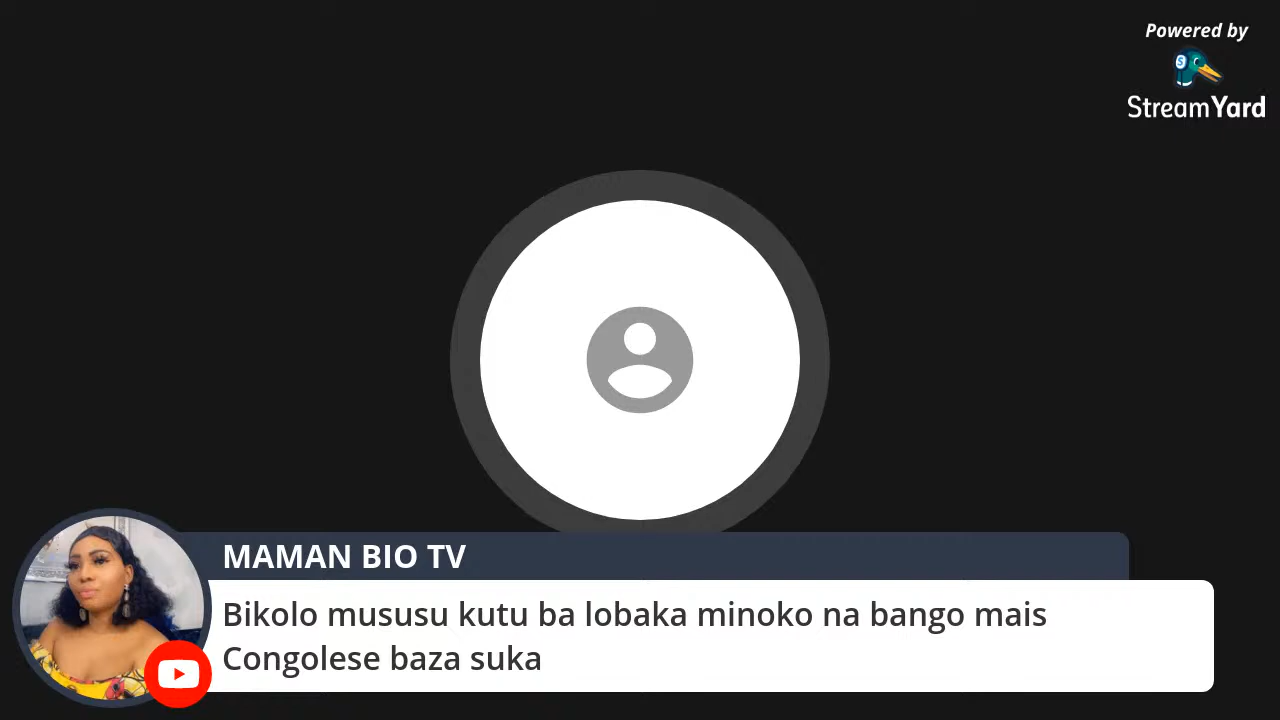 Powered by
StreamYard
MAMAN BIO TV
Bikolo mususu kutu ba lobaka minoko na bango mais
Congolese baza suka